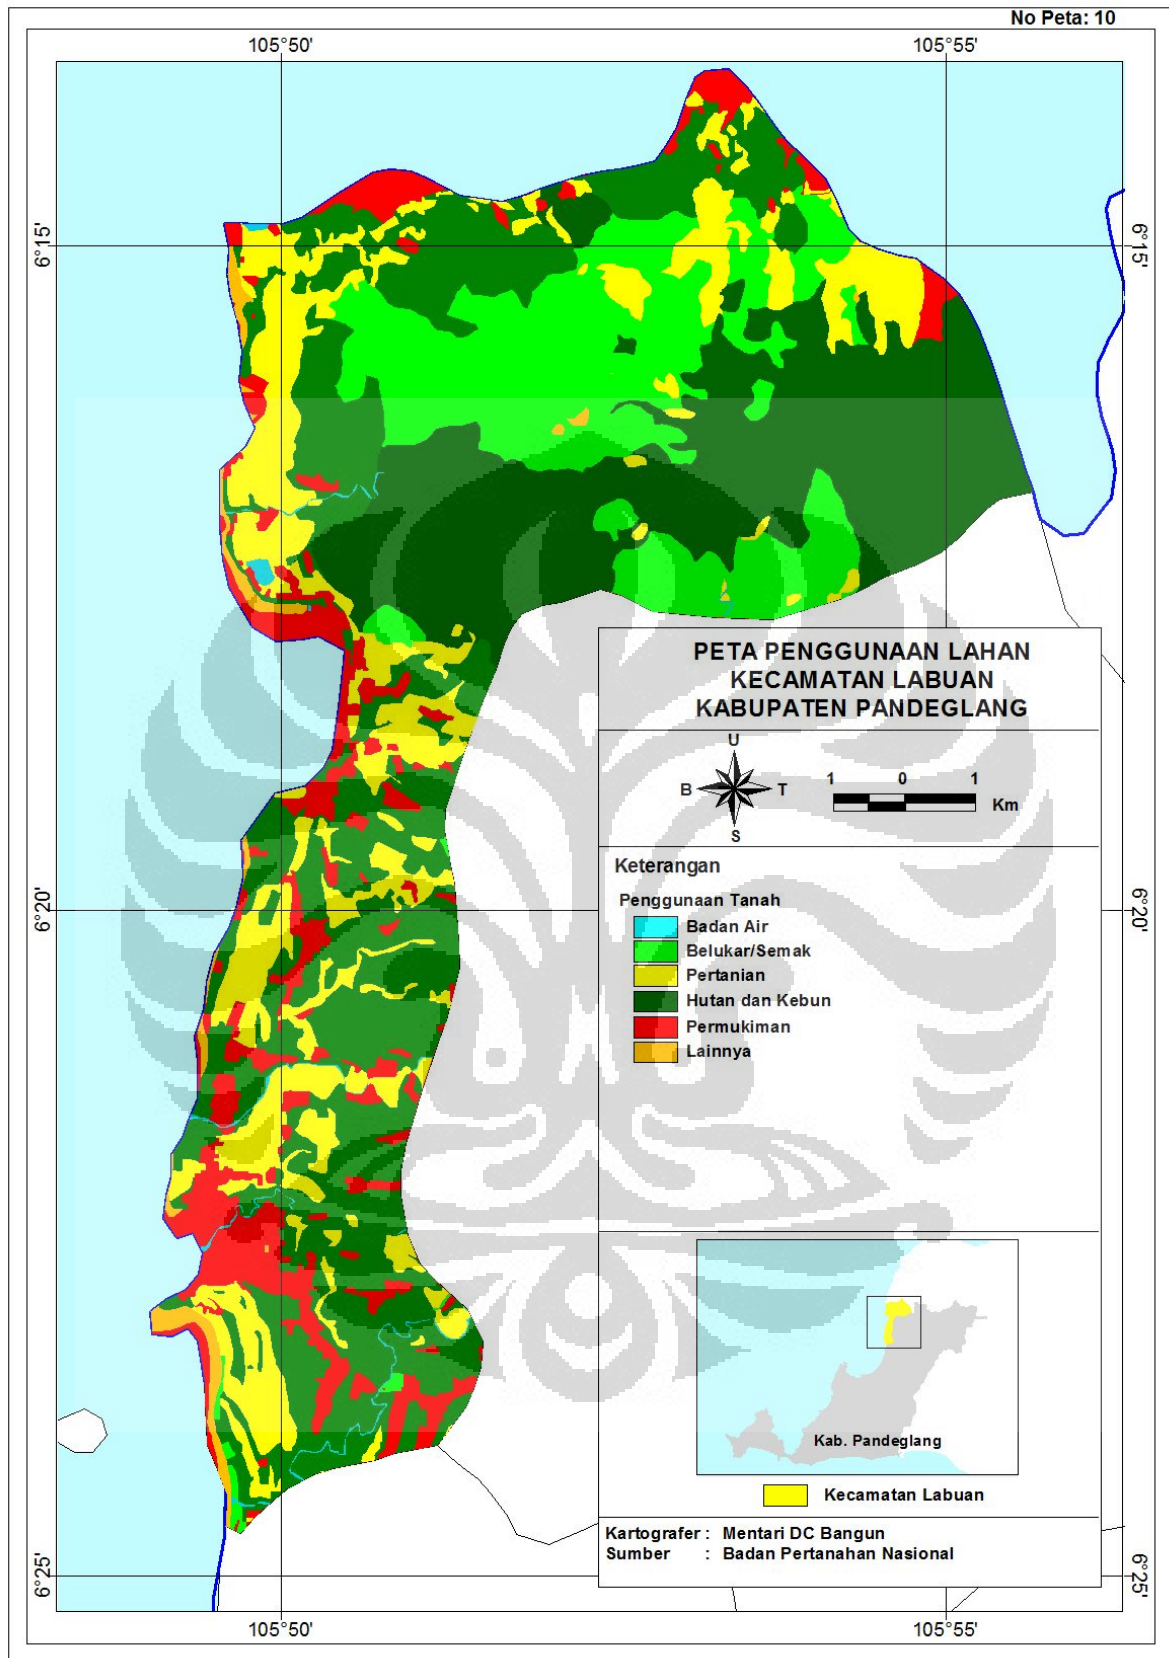 No Peta: 10
105°50'
105°55'
6°15'
6°15'
PETA PENGGUNAAN LAHAN
KECAMATAN LABUAN
KABUPATEN PANDEGLANG
U
B
T
S
1 0 1
Km
Keterangan
Penggunaan Tanah
Badan Air
Belukar/Semak
Pertanian
Hutan dan Kebun
Permukiman
Lainnya
6°20'
6°20'
Kab. Pandeglang
Kecamatan Labuan
Kartografer : Mentari DC Bangun
Sumber : Badan Pertanahan Nasional
6°25'
6°25'
105°50'
105°55'